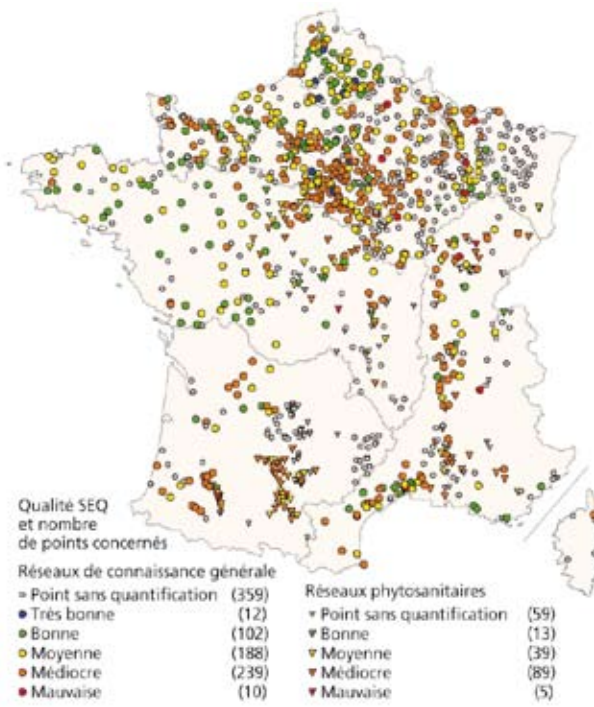 Qualité SEQ
et nombre
de points concernés
Réseaux de connaissance générale
Point sans quantification (359)
Très bonne (12)
Bonne (102)
Moyenne (188)
Médiocre (239)
Mauvaise (10)
Réseaux phytosanitaires
Point sans quantification (59)
Bonne (13)
Moyenne (39)
Médiocre (89)
Mauvaise (5)